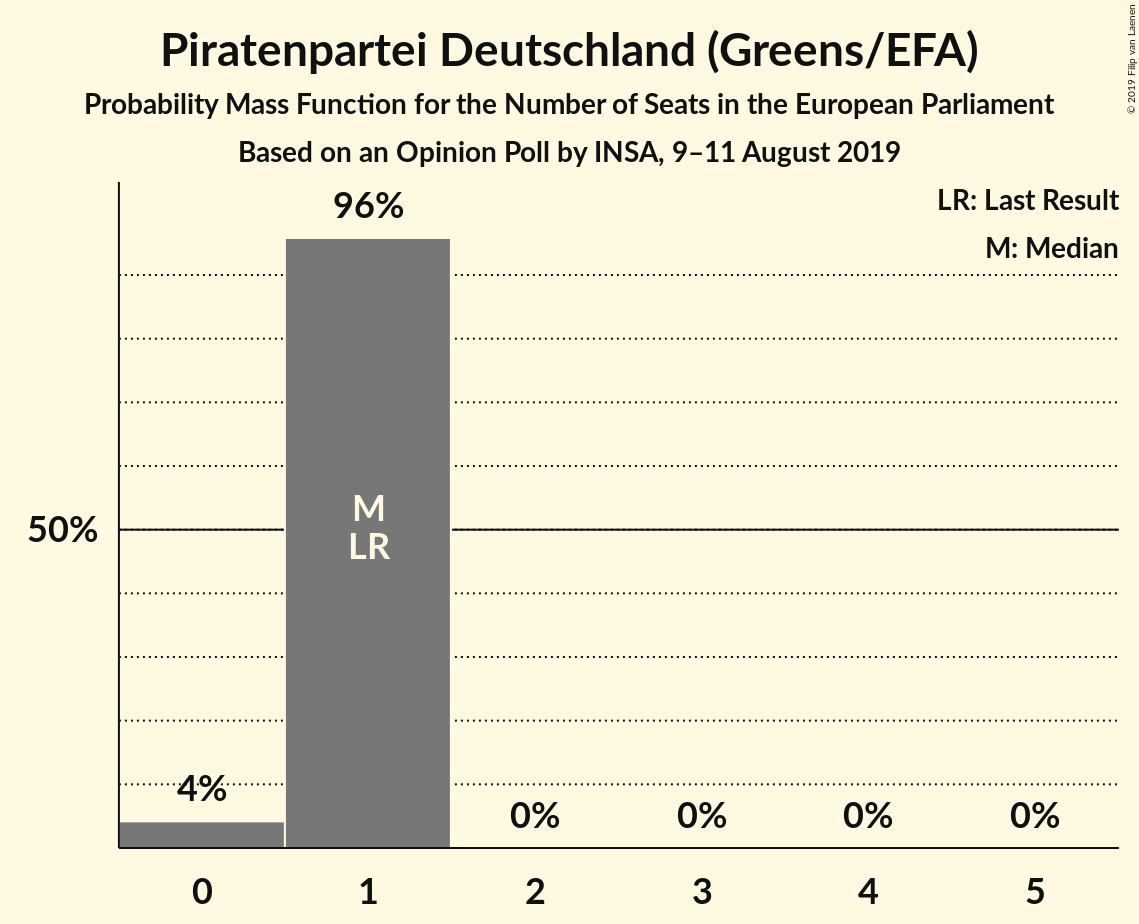 Piratenpartei Deutschland (Greens/EFA)
Probability Mass Function for the Number of Seats in the European Parliament
Based on an Opinion Poll by INSA, 9–11 August 2019
© 2019 Filip van Laenen
LR: Last Result
M: Median
96%
M
LR
50%
4%
0%
0%
0%
0%
0
1
2
3
4
5